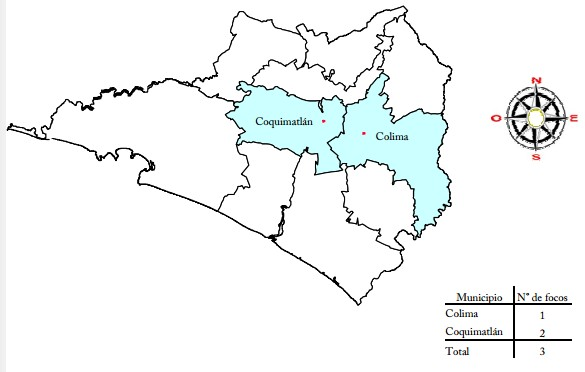 Coquimatlán
Colima
N
O
E
S
Municipio N° de focos
Colima 1
Coquimatlán 2
Total 3